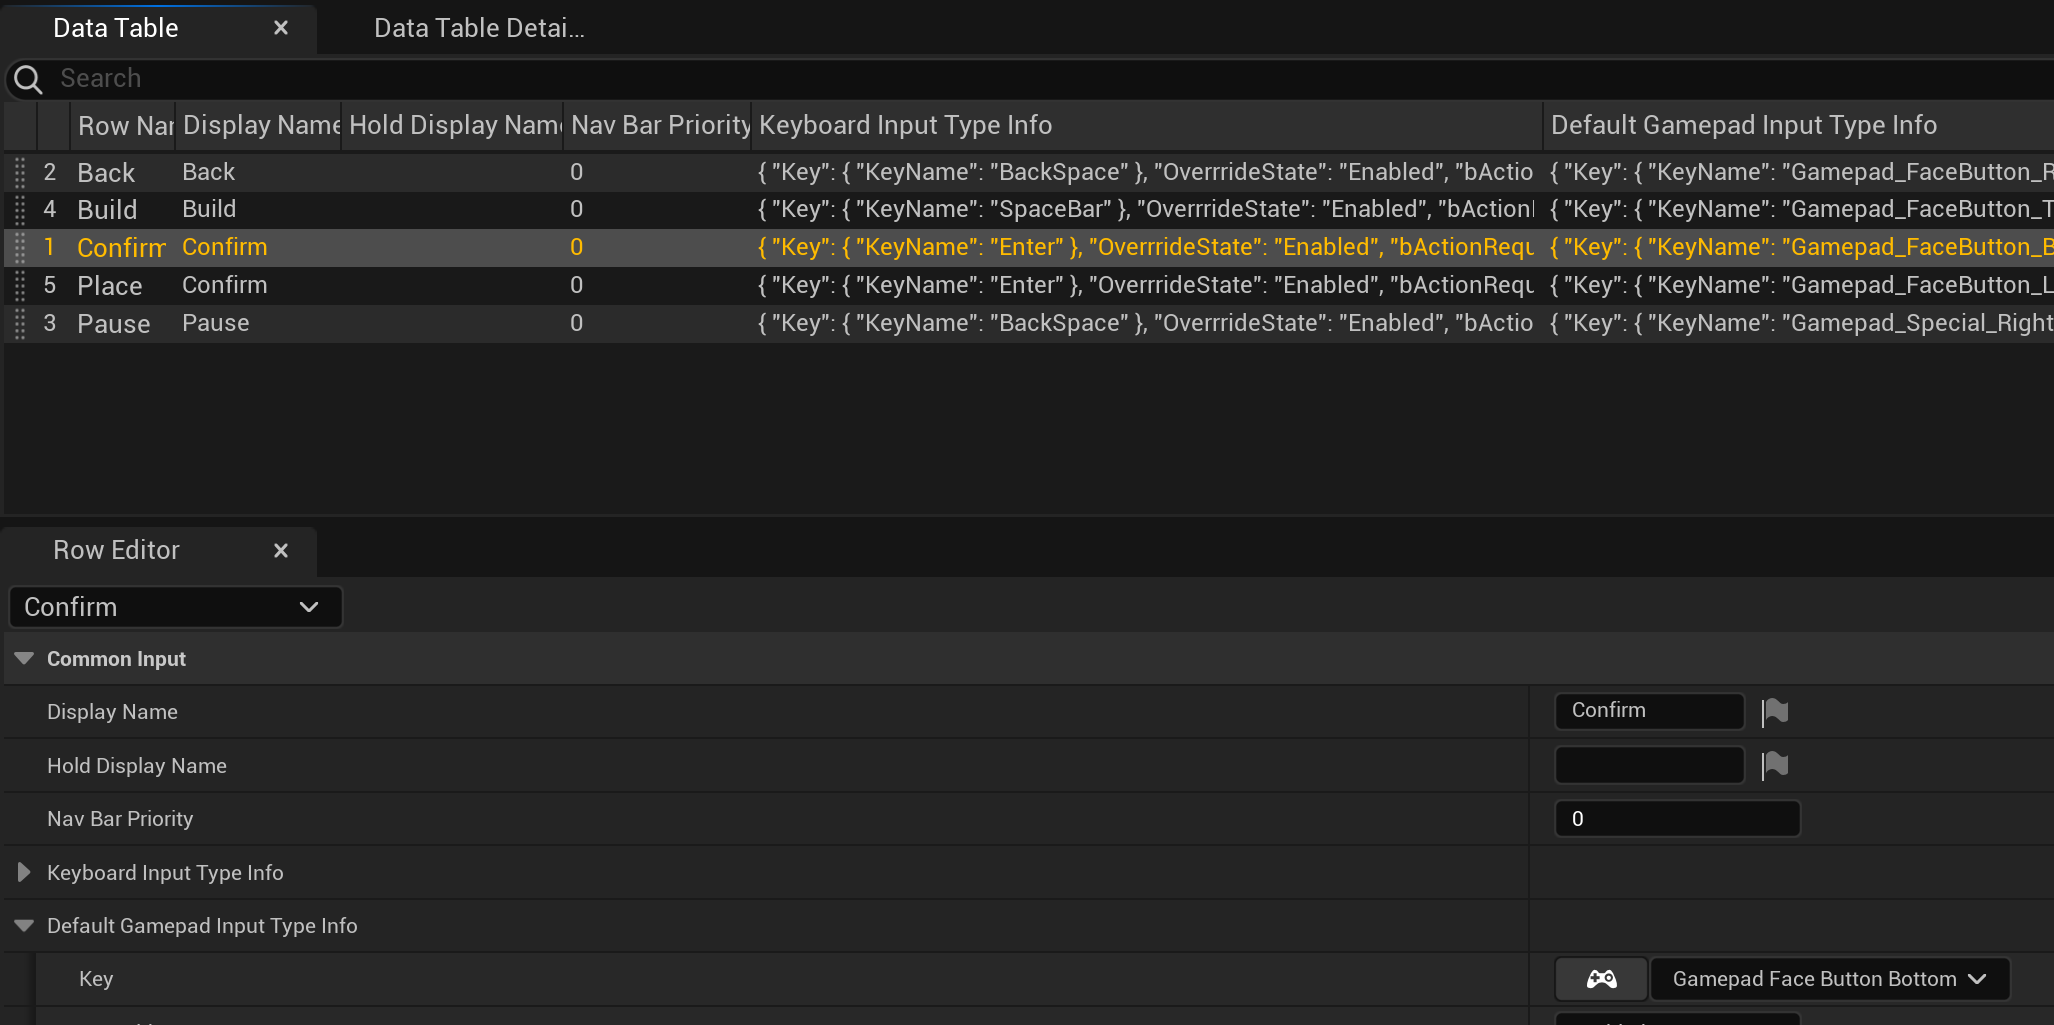 Data Table
Data Table Detai...
Search
Row Nar Display Name Hold Display Nam Nav Bar Priority Keyboard Input Type Info Default Gamepad Input Type Info
2 Back Back 0 { "Key": { "KeyName": "BackSpace" }, "OverrrideState": "Enabled", "bActio { "Key": { "KeyName": "Gamepad_FaceButton_R
4 Build Build 0 { "Key": { "KeyName": "SpaceBar" }, "OverrrideState": "Enabled", "bAction { "Key": { "KeyName": "Gamepad_FaceButton_T
1 Confirm Confirm 0 { "Key": { "KeyName": "Enter" }, "OverrrideState": "Enabled", "bActionRequ { "Key": { "KeyName": "Gamepad_FaceButton_B
5 Place Confirm 0 { "Key": { "KeyName": "Enter" }, "OverrrideState": "Enabled", "bActionRequ { "Key": { "KeyName": "Gamepad_FaceButton_L
3 Pause Pause 0 { "Key": { "KeyName": "BackSpace" }, "OverrrideState": "Enabled", "bActio { "Key": { "KeyName": "Gamepad_Special_Right
Row Editor
Confirm
Common Input
Display Name Confirm
Hold Display Name
Nav Bar Priority 0
Keyboard Input Type Info
Default Gamepad Input Type Info
Key Gamepad Face Button Bottom